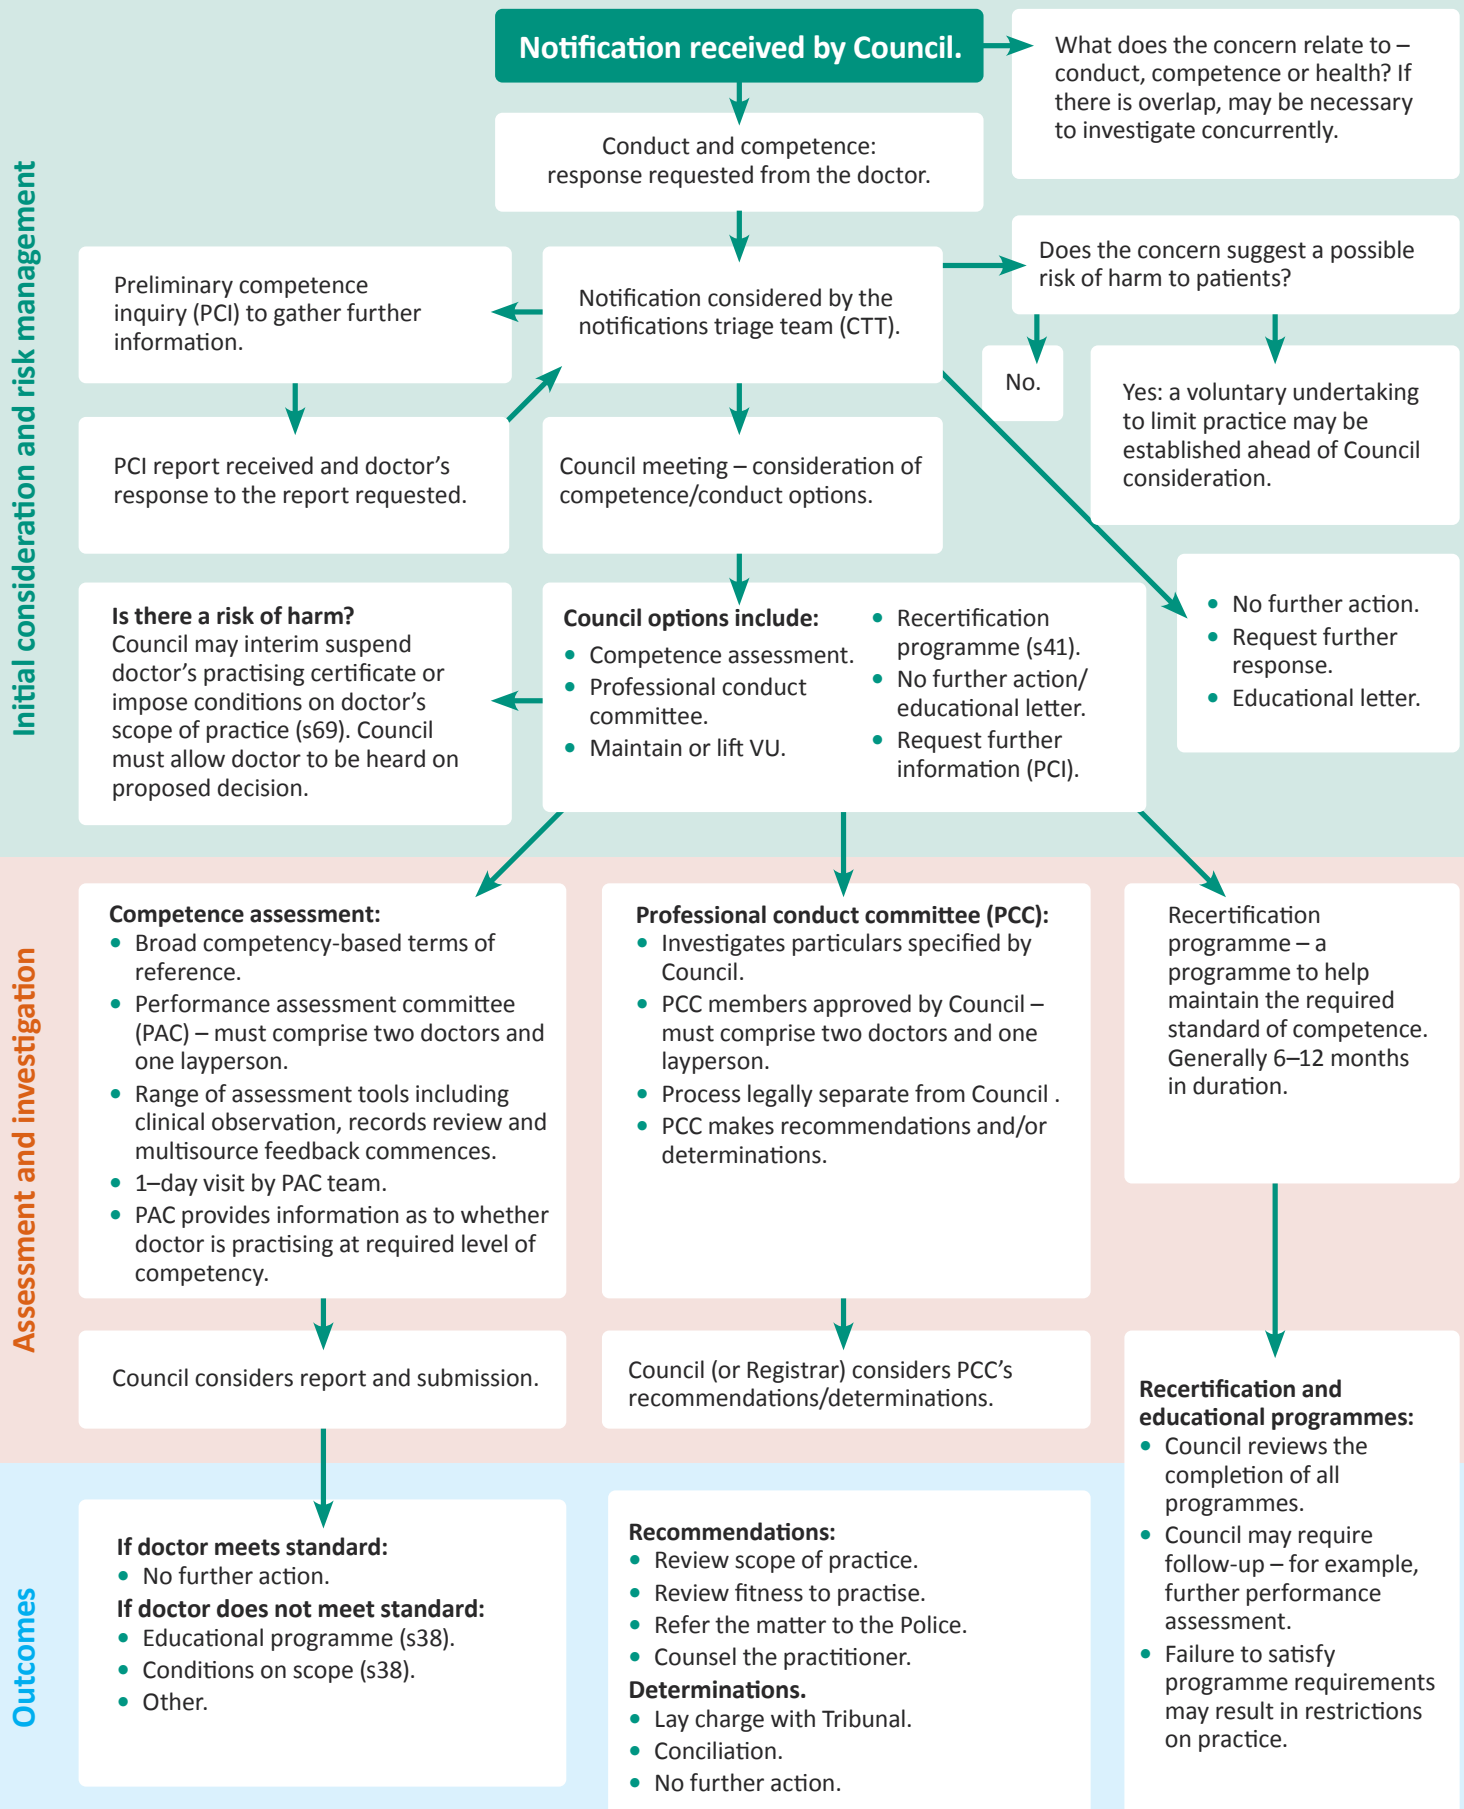 Initial consideration and risk management
Notification received by Council.
What does the concern relate to –
conduct, competence or health? If
there is overlap, may be necessary
to investigate concurrently.
Conduct and competence:
response requested from the doctor.
Preliminary competence
inquiry (PCI) to gather further
information.
Notification considered by the
notifications triage team (CTT).
Does the concern suggest a possible
risk of harm to patients?
No.
Yes: a voluntary undertaking
to limit practice may be
established ahead of Council
consideration.
PCI report received and doctor's
response to the report requested.
Council meeting – consideration of
competence/conduct options.
Is there a risk of harm?
Council may interim suspend
doctor's practising certificate or
impose conditions on doctor's
scope of practice (s69). Council
must allow doctor to be heard on
proposed decision.
Council options include:
• Competence assessment.
• Professional conduct
committee.
• Maintain or lift VU.
• Recertification
programme (s41).
• No further action/
educational letter.
• Request further
information (PCI).
• No further action.
• Request further
response.
• Educational letter.
Assessment and investigation
Competence assessment:
• Broad competency-based terms of
reference.
• Performance assessment committee
(PAC) – must comprise two doctors and
one layperson.
• Range of assessment tools including
clinical observation, records review and
multisource feedback commences.
• 1–day visit by PAC team.
• PAC provides information as to whether
doctor is practising at required level of
competency.
Professional conduct committee (PCC):
• Investigates particulars specified by
Council.
• PCC members approved by Council –
must comprise two doctors and one
layperson.
• Process legally separate from Council .
• PCC makes recommendations and/or
determinations.
Recertification
programme – a
programme to help
maintain the required
standard of competence.
Generally 6–12 months
in duration.
Council considers report and submission.
Council (or Registrar) considers PCC's
recommendations/determinations.
Recertification and
educational programmes:
• Council reviews the
completion of all
programmes.
• Council may require
follow-up – for example,
further performance
assessment.
• Failure to satisfy
programme requirements
may result in restrictions
on practice.
Outcomes
If doctor meets standard:
• No further action.
If doctor does not meet standard:
• Educational programme (s38).
• Conditions on scope (s38).
• Other.
Recommendations:
• Review scope of practice.
• Review fitness to practise.
• Refer the matter to the Police.
• Counsel the practitioner.
Determinations.
• Lay charge with Tribunal.
• Conciliation.
• No further action.